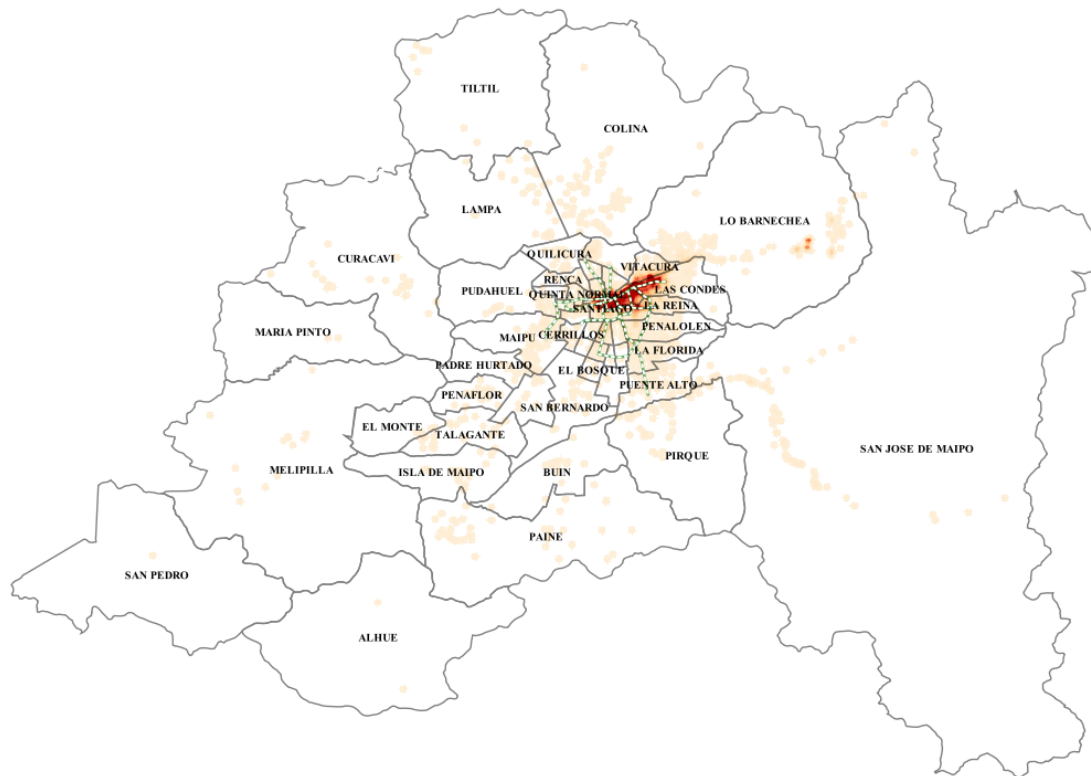 TILTIL
COLINA
LAMPA
LO BARNECHEA
CURACAVI
QUILICURA
VITACURA
RENCA
PUDAHUEL
QUINTA NORMAL
LAS CONDES
SANTIAGO
LA REINA
MARIA PINTO
MAIPU
CERRILLOS
PENALOLEN
LA FLORIDA
PADRE HURTADO
EL BOSQUE
PUENTE ALTO
PENAFLOR
SAN BERNARDO
EL MONTE
TALAGANTE
SAN JOSE DE MAIPO
PIRQUE
MELIPILLA
ISLA DE MAIPO
BUIN
PAINE
SAN PEDRO
ALHUE